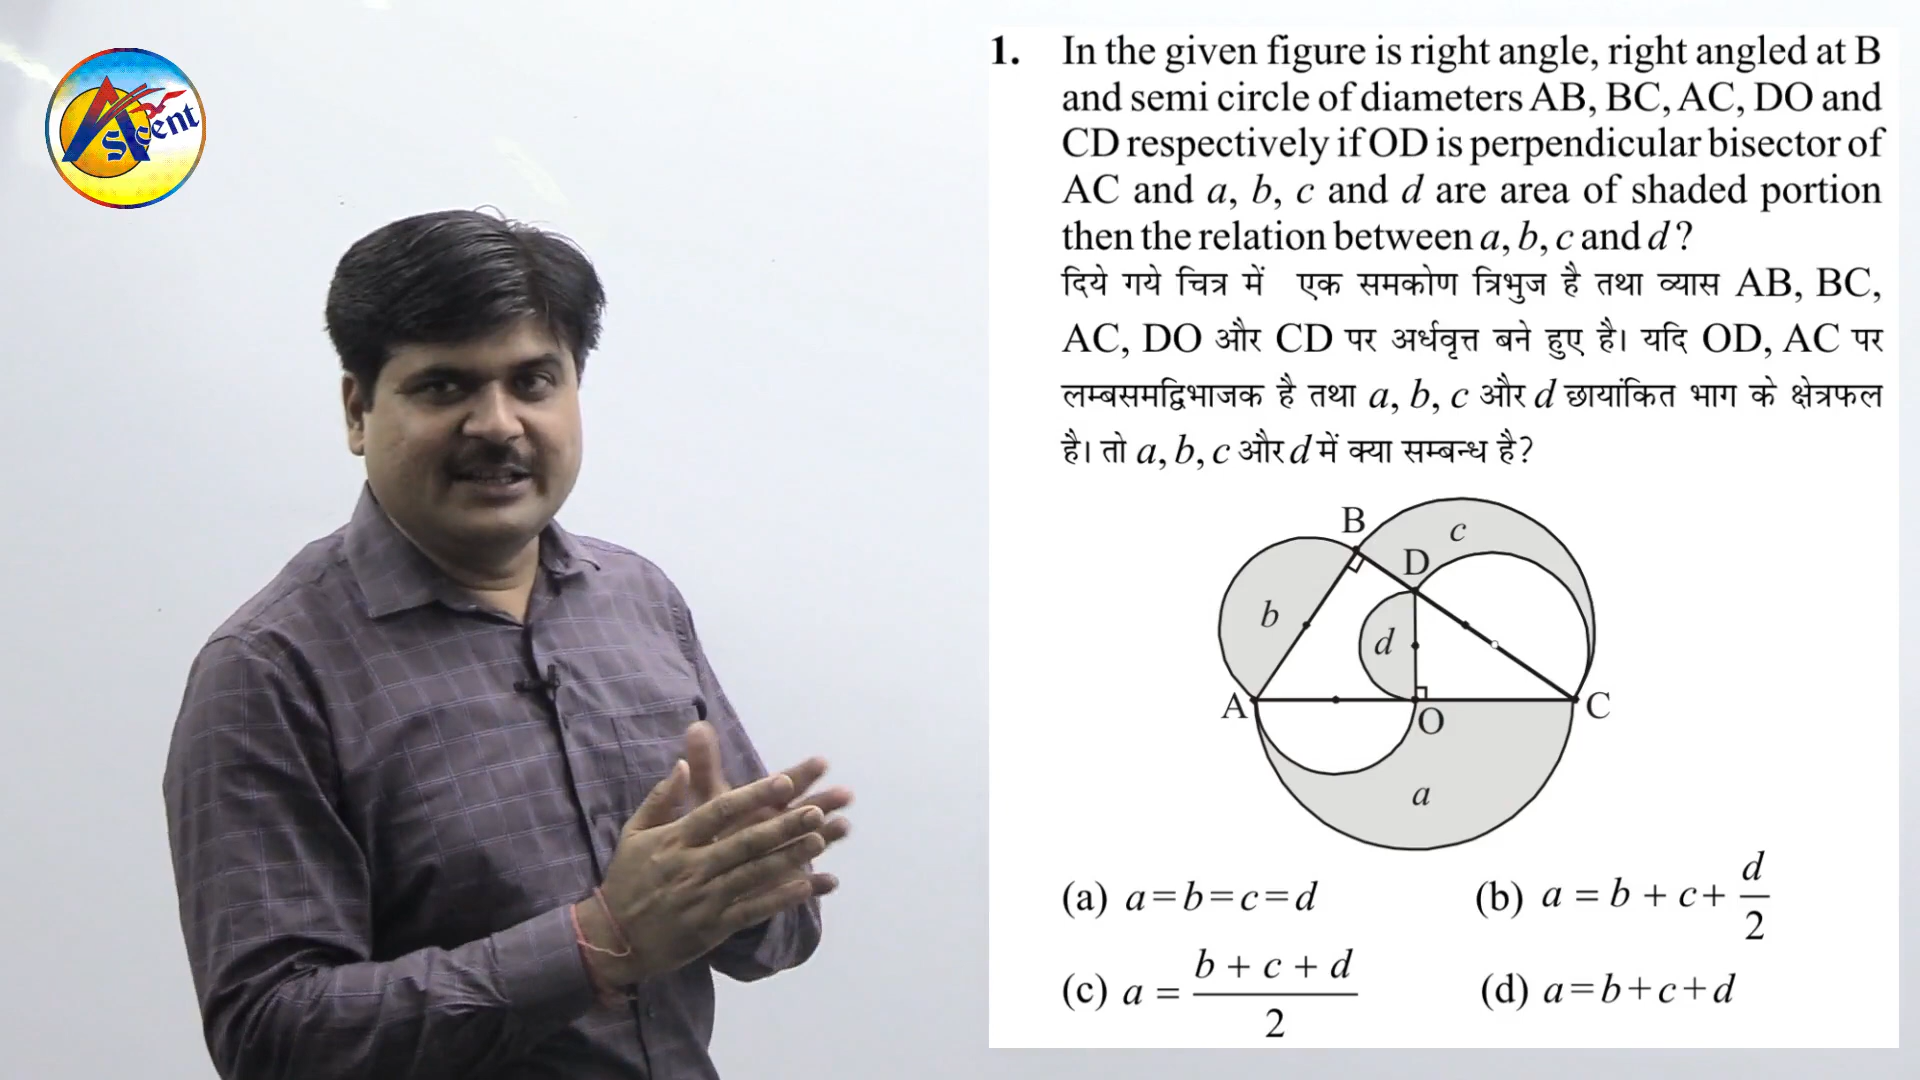 Ascent
1. In the given figure is right angle, right angled at B
and semi circle of diameters AB, BC, AC, DO and
CD respectively if OD is perpendicular bisector of
AC and a, b, c and d are area of shaded portion
then the relation between a, b, c and d ?
दिये गये चित्र में एक समकोण त्रिभुज है तथा व्यास AB, BC,
AC, DO और CD पर अर्धवृत्त बने हुए है। यदि OD, AC पर
लम्बसमद्विभाजक है तथा a, b, c और d छायांकित भाग के क्षेत्रफल
है। तो a, b, c और d में क्या सम्बन्ध है?
B
c
D
b
d
A
O
C
a
(a) a=b=c=d
(b) a = b + c + d/2
(c) a = (b + c + d)/2
(d) a=b+c+d